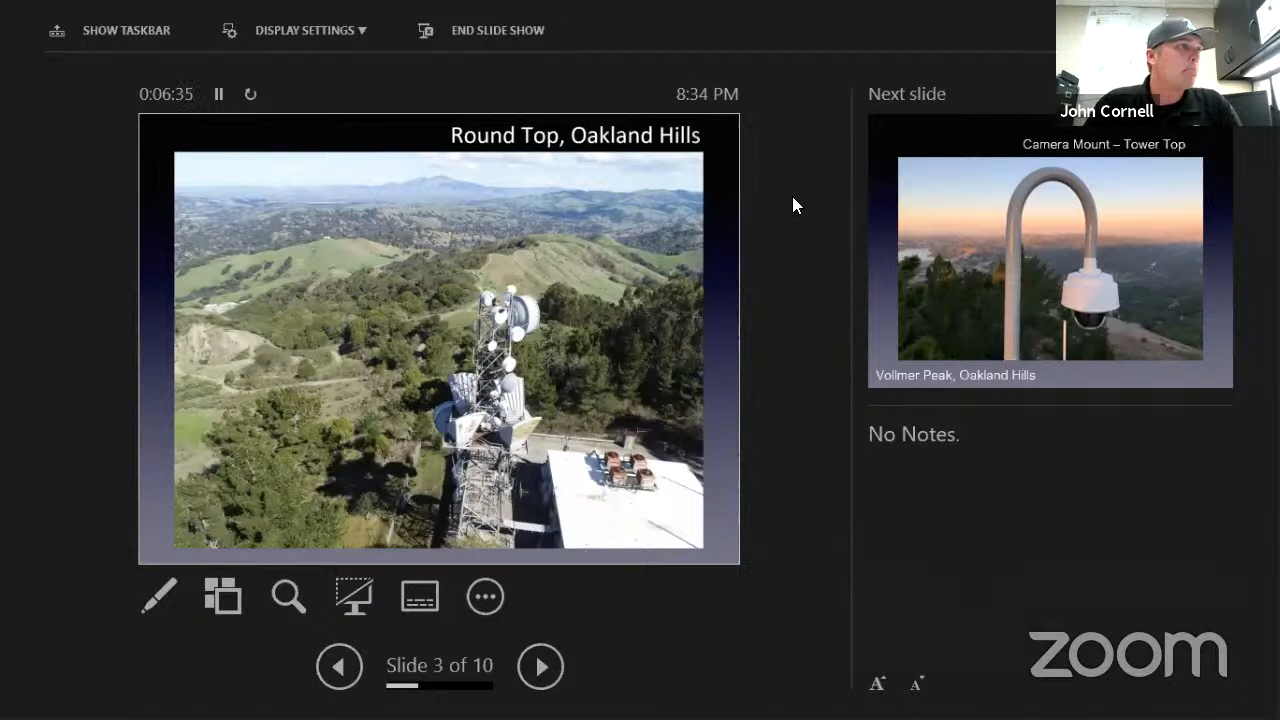 SHOW TASKBAR
DISPLAY SETTINGS ▼
END SLIDE SHOW
0:06:35
8:34 PM
Next slide
John Cornell
Round Top, Oakland Hills
Camera Mount – Tower Top
Vollmer Peak, Oakland Hills
No Notes.
Slide 3 of 10
A A
zoom